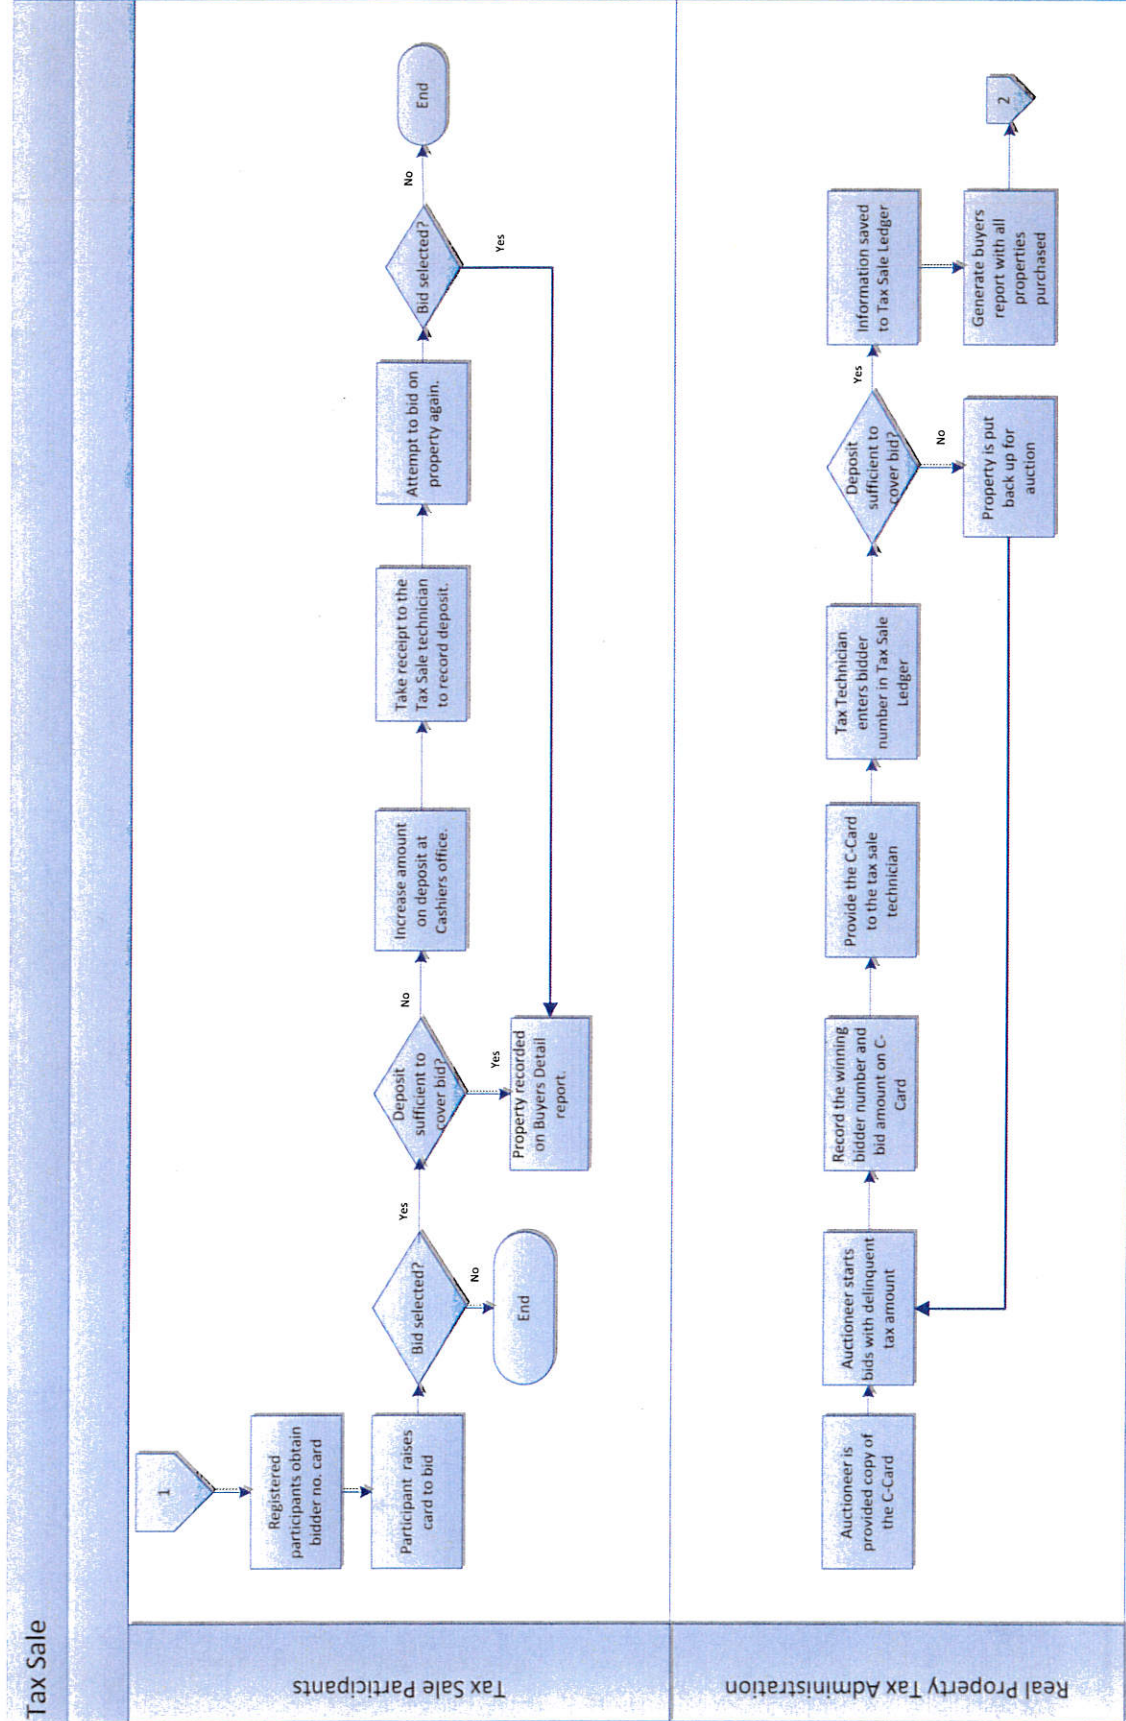 Tax Sale
Tax Sale Participants
1
Registered
participants obtain
bidder no. card
Participant raises
card to bid
Bid selected?
No
End
Yes
Deposit
sufficient to
cover bid?
Yes
Property recorded
on Buyers Detail
report.
No
Increase amount
on deposit at
Cashiers office.
Take receipt to the
Tax Sale technician
to record deposit.
Attempt to bid on
property again.
Bid selected?
Yes
No
End
Real Property Tax Administration
Auctioneer is
provided copy of
the C-Card
Auctioneer starts
bids with delinquent
tax amount
Record the winning
bidder number and
bid amount on C-
Card
Provide the C-Card
to the tax sale
technician
Tax Technician
enters bidder
number in Tax Sale
Ledger
Deposit
sufficient to
cover bid?
No
Property is put
back up for
auction
Yes
Information saved
to Tax Sale Ledger
Generate buyers
report with all
properties
purchased
2